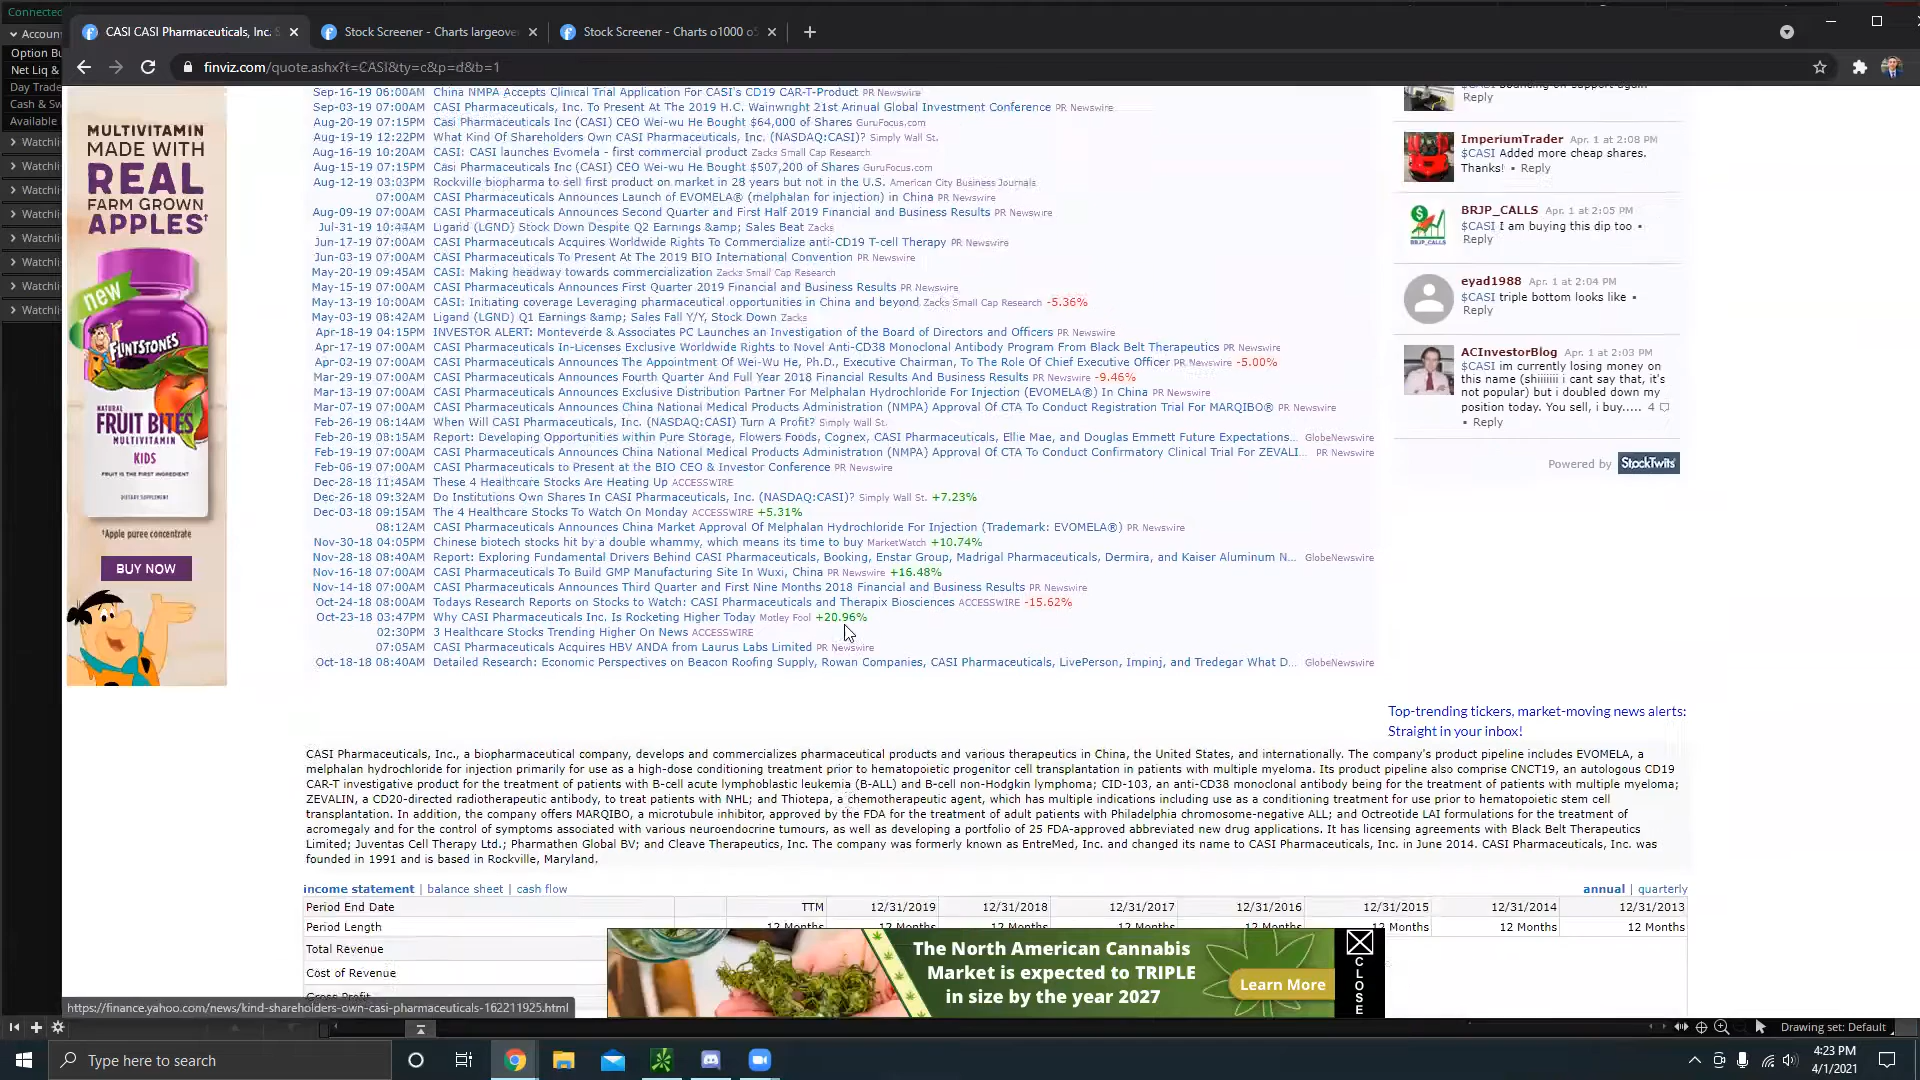 Connected
Accoun
Option Bu
Net Liq &
Day Trade
Cash & Sw
Available
Watchli
Watchli
Watchli
Watchli
Watchli
Watchli
Watchli
Watchli
CASI CASI Pharmaceuticals, Inc. S
Stock Screener - Charts largeove
Stock Screener - Charts o1000 o5
finviz.com/quote.ashx?t=CASI&ty=c&p=d&b=1
MULTIVITAMIN
MADE WITH
REAL
FARM GROWN
APPLES†
new
FLINTSTONES
NATURAL
FRUIT BITES
MULTIVITAMIN
KIDS
FRUIT IS THE FIRST INGREDIENT
DIETARY SUPPLEMENT
†Apple puree concentrate
BUY NOW
Sep-16-19 06:00AM China NMPA Accepts Clinical Trial Application For CASI's CD19 CAR-T-Product PR Newswire
Sep-03-19 07:00AM CASI Pharmaceuticals, Inc. To Present At The 2019 H.C. Wainwright 21st Annual Global Investment Conference PR Newswire
Aug-20-19 07:15PM Casi Pharmaceuticals Inc (CASI) CEO Wei-wu He Bought $64,000 of Shares GuruFocus.com
Aug-19-19 12:22PM What Kind Of Shareholders Own CASI Pharmaceuticals, Inc. (NASDAQ:CASI)? Simply Wall St.
Aug-16-19 10:20AM CASI: CASI launches Evomela - first commercial product Zacks Small Cap Research
Aug-15-19 07:15PM Casi Pharmaceuticals Inc (CASI) CEO Wei-wu He Bought $507,200 of Shares GuruFocus.com
Aug-12-19 03:03PM Rockville biopharma to sell first product on market in 28 years but not in the U.S. American City Business Journals
07:00AM CASI Pharmaceuticals Announces Launch of EVOMELA® (melphalan for injection) in China PR Newswire
Aug-09-19 07:00AM CASI Pharmaceuticals Announces Second Quarter and First Half 2019 Financial and Business Results PR Newswire
Jul-31-19 10:44AM Ligand (LGND) Stock Down Despite Q2 Earnings &amp; Sales Beat Zacks
Jun-17-19 07:00AM CASI Pharmaceuticals Acquires Worldwide Rights To Commercialize anti-CD19 T-cell Therapy PR Newswire
Jun-03-19 07:00AM CASI Pharmaceuticals To Present At The 2019 BIO International Convention PR Newswire
May-20-19 09:45AM CASI: Making headway towards commercialization Zacks Small Cap Research
May-15-19 07:00AM CASI Pharmaceuticals Announces First Quarter 2019 Financial and Business Results PR Newswire
May-13-19 10:00AM CASI: Initiating coverage Leveraging pharmaceutical opportunities in China and beyond Zacks Small Cap Research -5.36%
May-03-19 08:42AM Ligand (LGND) Q1 Earnings &amp; Sales Fall Y/Y, Stock Down Zacks
Apr-18-19 04:15PM INVESTOR ALERT: Monteverde & Associates PC Launches an Investigation of the Board of Directors and Officers PR Newswire
Apr-17-19 07:00AM CASI Pharmaceuticals In-Licenses Exclusive Worldwide Rights to Novel Anti-CD38 Monoclonal Antibody Program From Black Belt Therapeutics PR Newswire
Apr-02-19 07:00AM CASI Pharmaceuticals Announces The Appointment Of Wei-Wu He, Ph.D., Executive Chairman, To The Role Of Chief Executive Officer PR Newswire -5.00%
Mar-29-19 07:00AM CASI Pharmaceuticals Announces Fourth Quarter And Full Year 2018 Financial Results And Business Results PR Newswire -9.46%
Mar-13-19 07:00AM CASI Pharmaceuticals Announces Exclusive Distribution Partner For Melphalan Hydrochloride For Injection (EVOMELA®) In China PR Newswire
Mar-07-19 07:00AM CASI Pharmaceuticals Announces China National Medical Products Administration (NMPA) Approval Of CTA To Conduct Registration Trial For MARQIBO® PR Newswire
Feb-26-19 08:14AM When Will CASI Pharmaceuticals, Inc. (NASDAQ:CASI) Turn A Profit? Simply Wall St.
Feb-20-19 08:15AM Report: Developing Opportunities within Pure Storage, Flowers Foods, Cognex, CASI Pharmaceuticals, Ellie Mae, and Douglas Emmett Future Expectations... GlobeNewswire
Feb-19-19 07:00AM CASI Pharmaceuticals Announces China National Medical Products Administration (NMPA) Approval Of CTA To Conduct Confirmatory Clinical Trial For ZEVALI... PR Newswire
Feb-06-19 07:00AM CASI Pharmaceuticals to Present at the BIO CEO & Investor Conference PR Newswire
Dec-28-18 11:45AM These 4 Healthcare Stocks Are Heating Up ACCESSWIRE
Dec-26-18 09:32AM Do Institutions Own Shares In CASI Pharmaceuticals, Inc. (NASDAQ:CASI)? Simply Wall St. +7.23%
Dec-03-18 09:15AM The 4 Healthcare Stocks To Watch On Monday ACCESSWIRE +5.31%
08:12AM CASI Pharmaceuticals Announces China Market Approval Of Melphalan Hydrochloride For Injection (Trademark: EVOMELA®) PR Newswire
Nov-30-18 04:05PM Chinese biotech stocks hit by a double whammy, which means its time to buy MarketWatch +10.74%
Nov-28-18 08:40AM Report: Exploring Fundamental Drivers Behind CASI Pharmaceuticals, Booking, Enstar Group, Madrigal Pharmaceuticals, Dermira, and Kaiser Aluminum N... GlobeNewswire
Nov-16-18 07:00AM CASI Pharmaceuticals To Build GMP Manufacturing Site In Wuxi, China PR Newswire +16.48%
Nov-14-18 07:00AM CASI Pharmaceuticals Announces Third Quarter and First Nine Months 2018 Financial and Business Results PR Newswire
Oct-24-18 08:00AM Todays Research Reports on Stocks to Watch: CASI Pharmaceuticals and Therapix Biosciences ACCESSWIRE -15.62%
Oct-23-18 03:47PM Why CASI Pharmaceuticals Inc. Is Rocketing Higher Today Motley Fool +20.96%
02:30PM 3 Healthcare Stocks Trending Higher On News ACCESSWIRE
07:05AM CASI Pharmaceuticals Acquires HBV ANDA from Laurus Labs Limited PR Newswire
Oct-18-18 08:40AM Detailed Research: Economic Perspectives on Beacon Roofing Supply, Rowan Companies, CASI Pharmaceuticals, LivePerson, Impinj, and Tredegar What D... GlobeNewswire
Reply
ImperiumTrader Apr. 1 at 2:08 PM
$CASI Added more cheap shares.
Thanks! • Reply
BRJP_CALLS Apr. 1 at 2:05 PM
$CASI I am buying this dip too •
Reply
eyad1988 Apr. 1 at 2:04 PM
$CASI triple bottom looks like •
Reply
ACInvestorBlog Apr. 1 at 2:03 PM
$CASI im currently losing money on
this name (shiiiiiii i cant say that, it's
not popular) but i doubled down my
position today. You sell, i buy..... 4
• Reply
Powered by StockTwits
Top-trending tickers, market-moving news alerts:
Straight in your inbox!
CASI Pharmaceuticals, Inc., a biopharmaceutical company, develops and commercializes pharmaceutical products and various therapeutics in China, the United States, and internationally. The company's product pipeline includes EVOMELA, a
melphalan hydrochloride for injection primarily for use as a high-dose conditioning treatment prior to hematopoietic progenitor cell transplantation in patients with multiple myeloma. Its product pipeline also comprise CNCT19, an autologous CD19
CAR-T investigative product for the treatment of patients with B-cell acute lymphoblastic leukemia (B-ALL) and B-cell non-Hodgkin lymphoma; CID-103, an anti-CD38 monoclonal antibody being for the treatment of patients with multiple myeloma;
ZEVALIN, a CD20-directed radiotherapeutic antibody, to treat patients with NHL; and Thiotepa, a chemotherapeutic agent, which has multiple indications including use as a conditioning treatment for use prior to hematopoietic stem cell
transplantation. In addition, the company offers MARQIBO, a microtubule inhibitor, approved by the FDA for the treatment of adult patients with Philadelphia chromosome-negative ALL; and Octreotide LAI formulations for the treatment of
acromegaly and for the control of symptoms associated with various neuroendocrine tumours, as well as developing a portfolio of 25 FDA-approved abbreviated new drug applications. It has licensing agreements with Black Belt Therapeutics
Limited; Juventas Cell Therapy Ltd.; Pharmathen Global BV; and Cleave Therapeutics, Inc. The company was formerly known as EntreMed, Inc. and changed its name to CASI Pharmaceuticals, Inc. in June 2014. CASI Pharmaceuticals, Inc. was
founded in 1991 and is based in Rockville, Maryland.
income statement | balance sheet | cash flow
annual | quarterly
Period End Date TTM 12/31/2019 12/31/2018 12/31/2017 12/31/2016 12/31/2015 12/31/2014 12/31/2013
Period Length 12 Months 12 Months 12 Months 12 Months 12 Months 12 Months 12 Months 12 Months
Total Revenue
Cost of Revenue
Gross Profit
The North American Cannabis
Market is expected to TRIPLE
in size by the year 2027
Learn More
CLOSE
https://finance.yahoo.com/news/kind-shareholders-own-casi-pharmaceuticals-162211925.html
Drawing set: Default
Type here to search
4:23 PM
4/1/2021